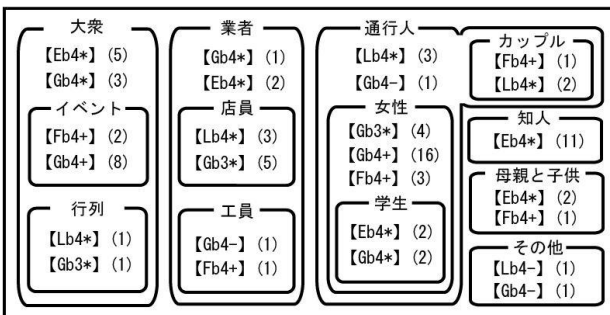 大衆
【Eb4*】(5)
【Gb4*】(3)
イベント
【Fb4+】(2)
【Gb4+】(8)
行列
【Lb4*】(1)
【Gb3*】(1)
業者
【Gb4*】(1)
【Eb4*】(2)
店員
【Lb4*】(3)
【Gb3*】(5)
工員
【Gb4-】(1)
【Fb4+】(1)
通行人
【Lb4*】(3)
【Gb4-】(1)
女性
【Gb3*】(4)
【Gb4+】(16)
【Fb4+】(3)
学生
【Eb4*】(2)
【Gb4*】(2)
カップル
【Fb4+】(1)
【Lb4*】(2)
知人
【Eb4*】(11)
母親と子供
【Eb4*】(2)
【Fb4+】(1)
その他
【Lb4-】(1)
【Gb4-】(1)